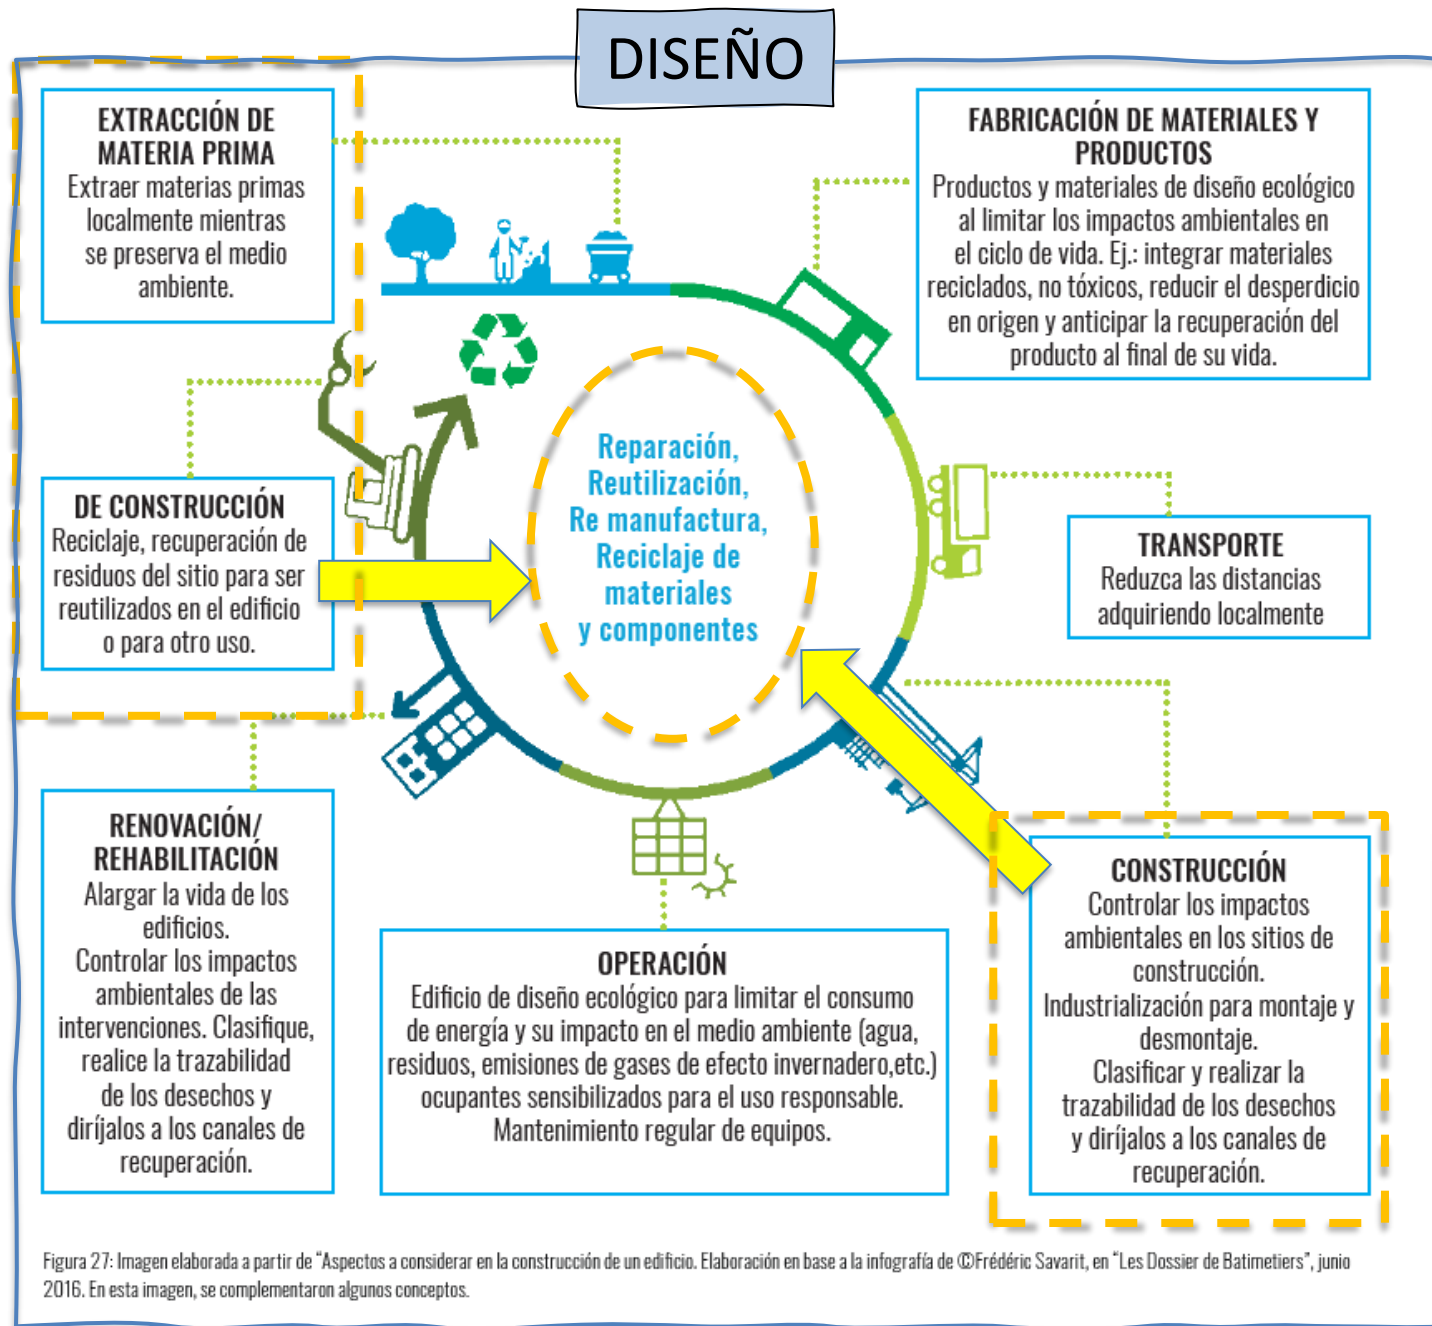 DISEÑO
EXTRACCIÓN DE
MATERIA PRIMA
Extraer materias primas
localmente mientras
se preserva el medio
ambiente.
FABRICACIÓN DE MATERIALES Y
PRODUCTOS
Productos y materiales de diseño ecológico
al limitar los impactos ambientales en
el ciclo de vida. Ej.: integrar materiales
reciclados, no tóxicos, reducir el desperdicio
en origen y anticipar la recuperación del
producto al final de su vida.
Reparación,
Reutilización,
Re manufactura,
Reciclaje de
materiales
y componentes
DE CONSTRUCCIÓN
Reciclaje, recuperación de
residuos del sitio para ser
reutilizados en el edificio
o para otro uso.
TRANSPORTE
Reduzca las distancias
adquiriendo localmente
RENOVACIÓN/
REHABILITACIÓN
Alargar la vida de los
edificios.
Controlar los impactos
ambientales de las
intervenciones. Clasifique,
realice la trazabilidad
de los desechos y
diríjalos a los canales de
recuperación.
OPERACIÓN
Edificio de diseño ecológico para limitar el consumo
de energía y su impacto en el medio ambiente (agua,
residuos, emisiones de gases de efecto invernadero,etc.)
ocupantes sensibilizados para el uso responsable.
Mantenimiento regular de equipos.
CONSTRUCCIÓN
Controlar los impactos
ambientales en los sitios de
construcción.
Industrialización para montaje y
desmontaje.
Clasificar y realizar la
trazabilidad de los desechos
y diríjalos a los canales de
recuperación.
Figura 27: Imagen elaborada a partir de “Aspectos a considerar en la construcción de un edificio. Elaboración en base a la infografía de ©Frédéric Savarit, en “Les Dossier de Batimetiers”, junio
2016. En esta imagen, se complementaron algunos conceptos.